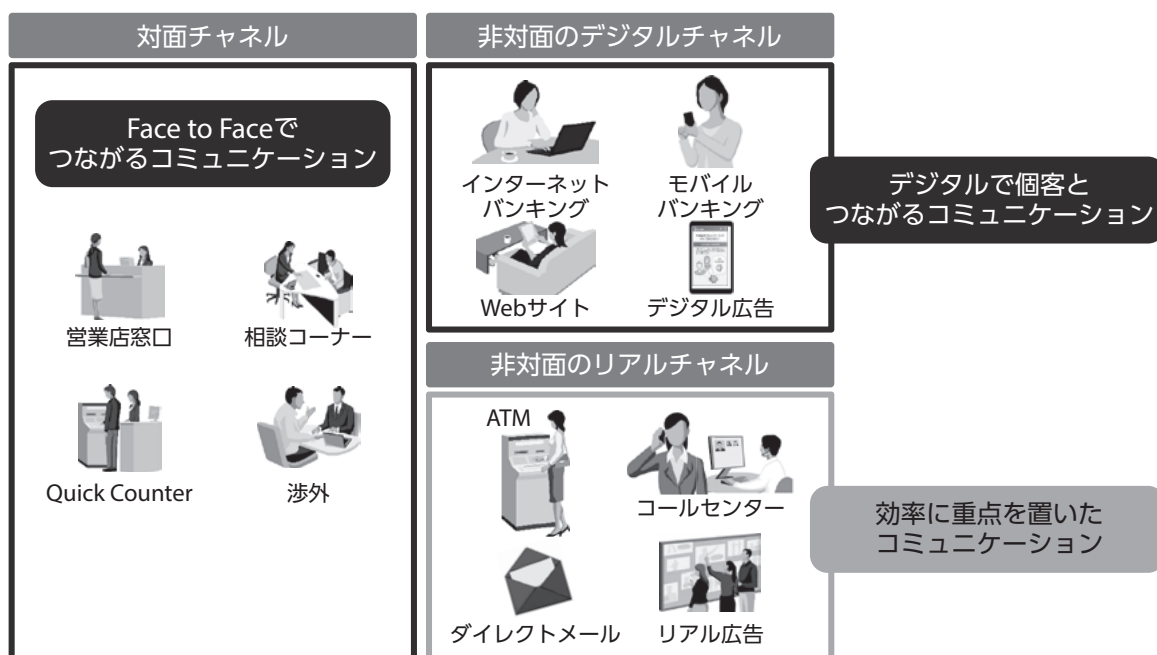 対面チャネル
Face to Faceで
つながるコミュニケーション
営業店窓口
相談コーナー
Quick Counter
渉外
非対面のデジタルチャネル
インターネット
バンキング
モバイル
バンキング
Webサイト
デジタル広告
デジタルで個客と
つながるコミュニケーション
非対面のリアルチャネル
ATM
コールセンター
ダイレクトメール
リアル広告
効率に重点を置いた
コミュニケーション